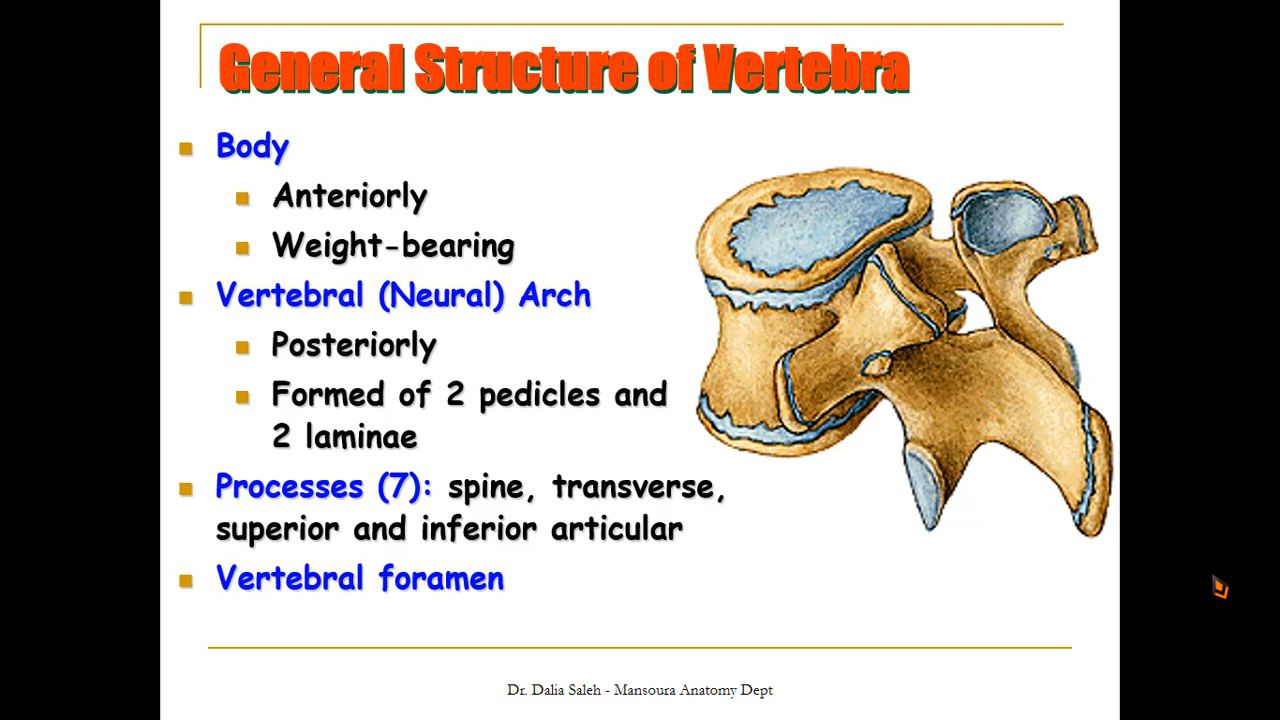 General Structure of Vertebra
Body
Anteriorly
Weight-bearing
Vertebral (Neural) Arch
Posteriorly
Formed of 2 pedicles and
2 laminae
Processes (7): spine, transverse,
superior and inferior articular
Vertebral foramen
Dr. Dalia Saleh - Mansoura Anatomy Dept